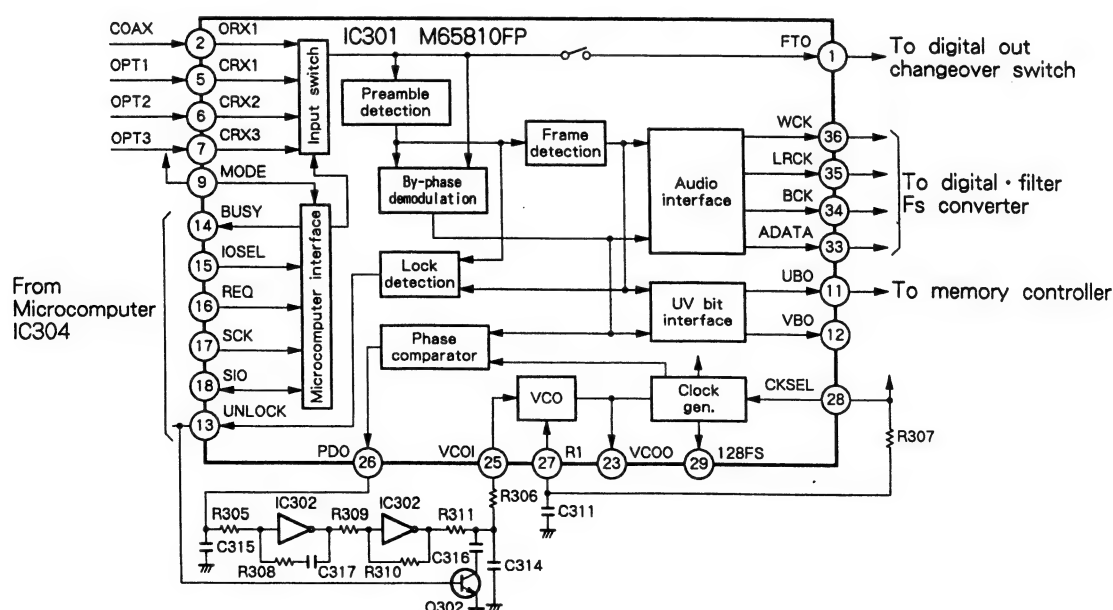 COAX
2
ORX1
IC301 M65810FP
FTO
1
To digital out
changeover switch
OPT1
5
CRX1
Input switch
Preamble
detection
OPT2
6
CRX2
Frame
detection
WCK
36
OPT3
7
CRX3
LRCK
35
9
MODE
By-phase
demodulation
Audio
interface
To digital・filter
Fs converter
BCK
34
14
BUSY
ADATA
33
15
IOSEL
Microcomputer interface
Lock
detection
UBO
11
To memory controller
From
Microcomputer
IC304
16
REQ
UV bit
interface
VBO
12
17
SCK
Phase
comparator
18
SIO
VCO
Clock
gen.
CKSEL
28
13
UNLOCK
R307
PDO
26
VCOI
25
27
R1
23
VCOO
29
128FS
R306
C311
R305
IC302
R309
IC302
R311
C315
R308
C317
R310
C316
C314
Q302